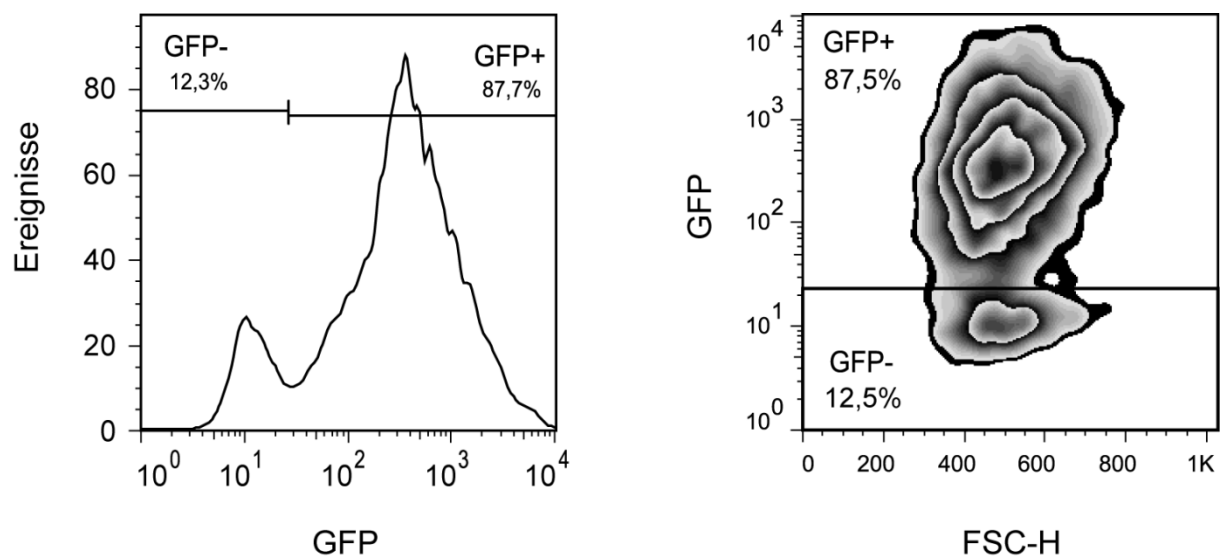 GFP-
12,3%
GFP+
87,7%
80
60
40
20
0
Ereignisse
10^0 10^1 10^2 10^3 10^4
GFP
GFP+
87,5%
GFP-
12,5%
10^4
10^3
10^2
10^1
10^0
GFP
0 200 400 600 800 1K
FSC-H